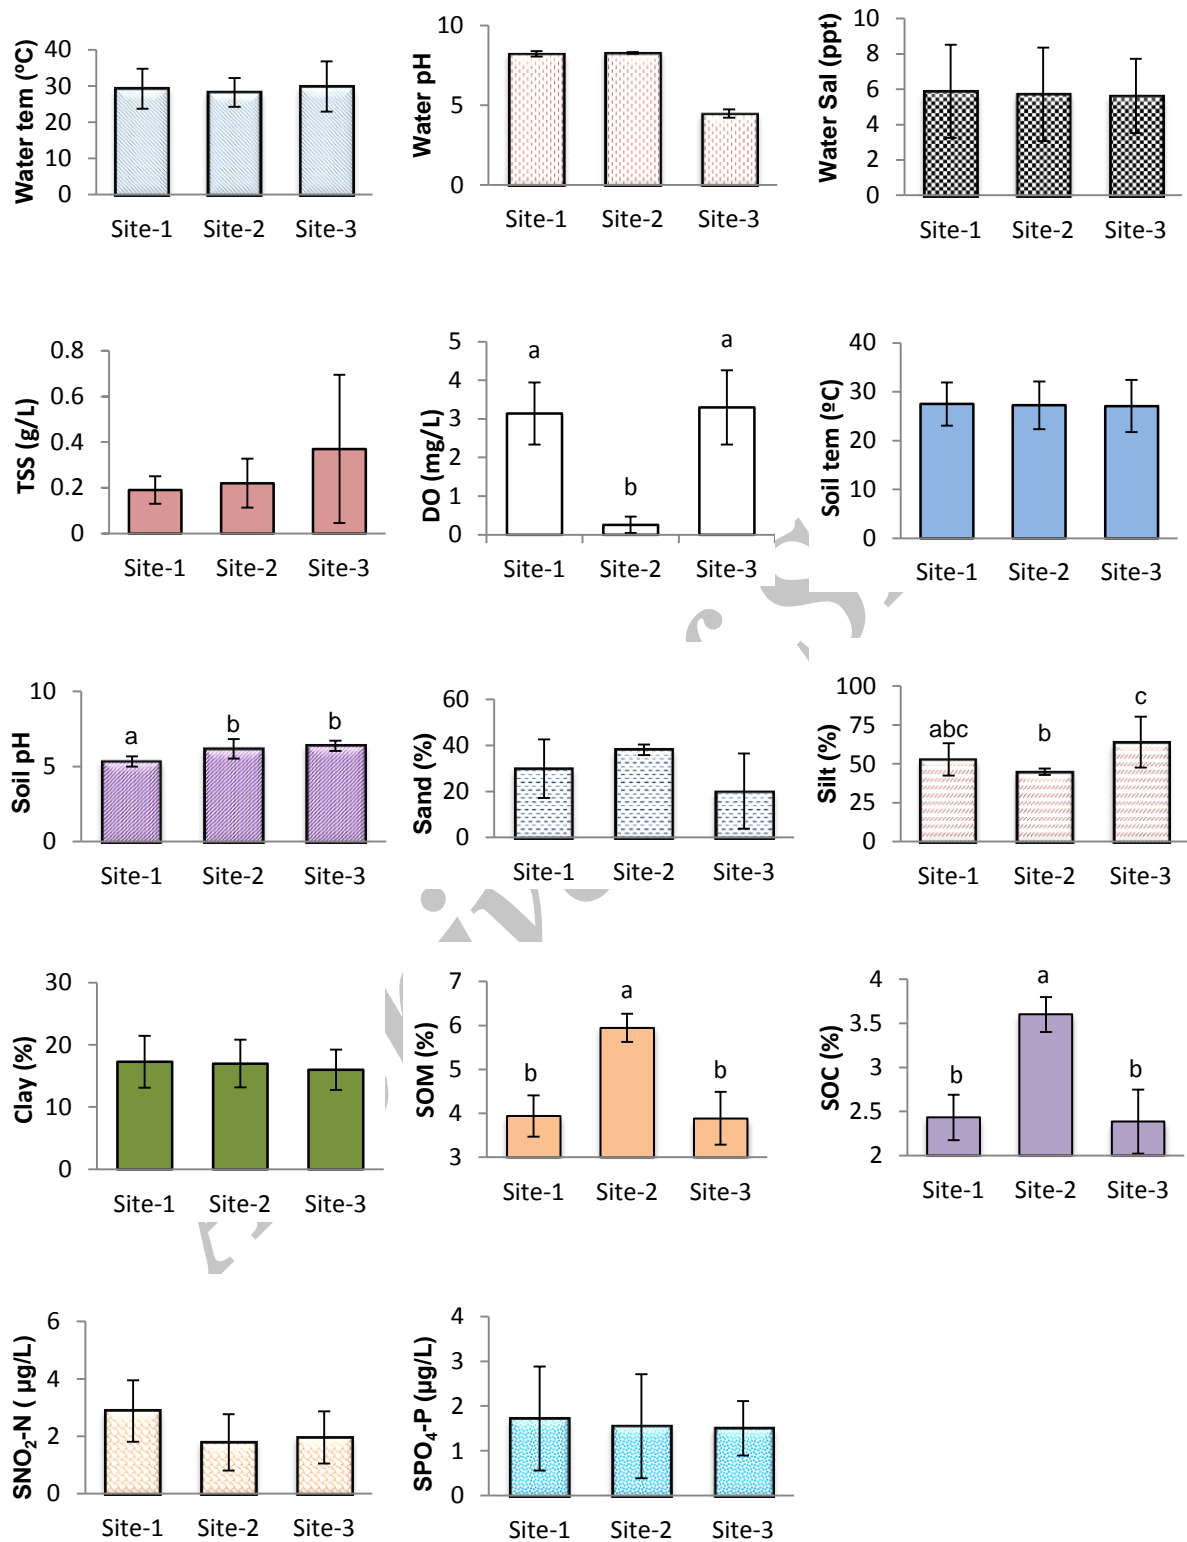 Water tem (ºC)
40
30
20
10
0
Site-1 Site-2 Site-3
Water pH
10
5
0
Site-1 Site-2 Site-3
Water Sal (ppt)
10
8
6
4
2
0
Site-1 Site-2 Site-3
TSS (g/L)
0.8
0.6
0.4
0.2
0
Site-1 Site-2 Site-3
DO (mg/L)
5
4
3
2
1
0
a b a
Site-1 Site-2 Site-3
Soil tem (ºC)
40
30
20
10
0
Site-1 Site-2 Site-3
Soil pH
10
5
0
a b b
Site-1 Site-2 Site-3
Sand (%)
60
40
20
0
Site-1 Site-2 Site-3
Silt (%)
100
75
50
25
0
abc b c
Site-1 Site-2 Site-3
Clay (%)
30
20
10
0
Site-1 Site-2 Site-3
SOM (%)
7
6
5
4
3
b a b
Site-1 Site-2 Site-3
SOC (%)
4
3.5
3
2.5
2
b a b
Site-1 Site-2 Site-3
SNO₂-N ( µg/L)
6
4
2
0
Site-1 Site-2 Site-3
SPO₄-P (µg/L)
4
3
2
1
0
Site-1 Site-2 Site-3